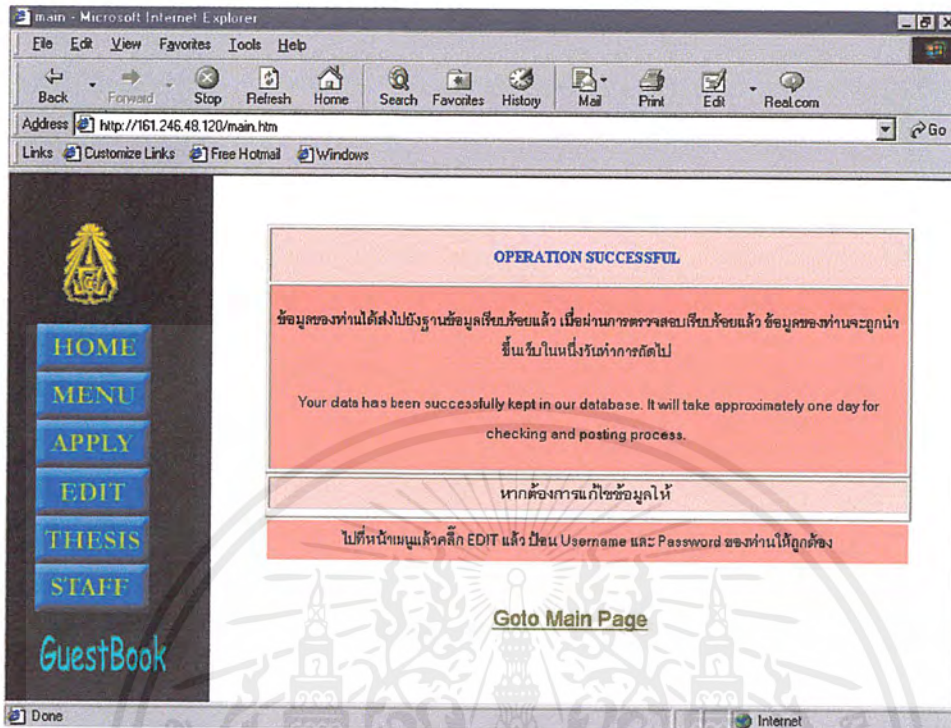 main - Microsoft Internet Explorer
File Edit View Favorites Tools Help
Back Forward Stop Refresh Home Search Favorites History Mail Print Edit Real.com
Address http://161.246.48.120/main.htm Go
Links Customize Links Free Hotmail Windows
OPERATION SUCCESSFUL
ข้อมูลของท่านได้ส่งไปยังฐานข้อมูลเรียบร้อยแล้ว เมื่อผ่านการตรวจสอบเรียบร้อยแล้ว ข้อมูลของท่านจะถูกนำ
ขึ้นเว็บในหนึ่งวันทำการถัดไป
Your data has been successfully kept in our database. It will take approximately one day for
checking and posting process.
หากต้องการแก้ไขข้อมูลให้
ไปที่หน้าเมนูแล้วคลิ๊ก EDIT แล้ว ป้อน Username และ Password ของท่านให้ถูกต้อง
Goto Main Page
HOME
MENU
APPLY
EDIT
THESIS
STAFF
GuestBook
Done Internet